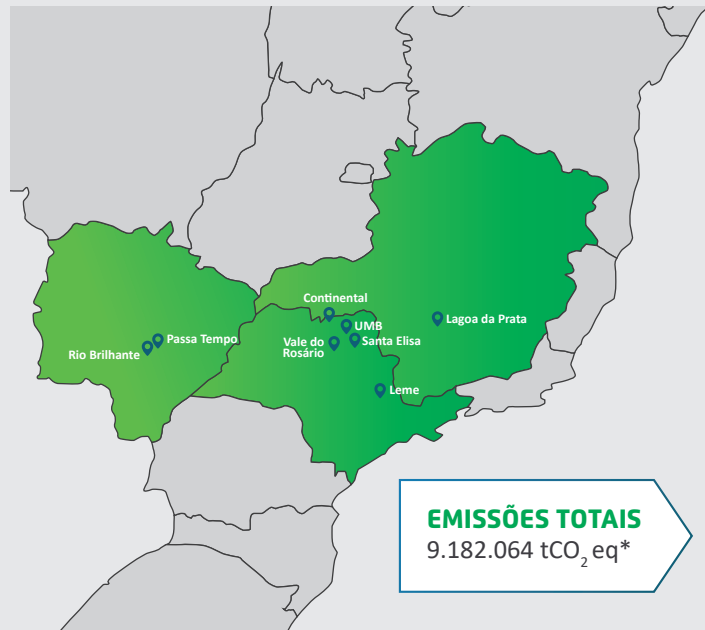 Continental
UMB
Lagoa da Prata
Vale do
Rosário
Santa Elisa
Passa Tempo
Rio Brilhante
Leme
EMISSÕES TOTAIS
9.182.064 tCO₂ eq*